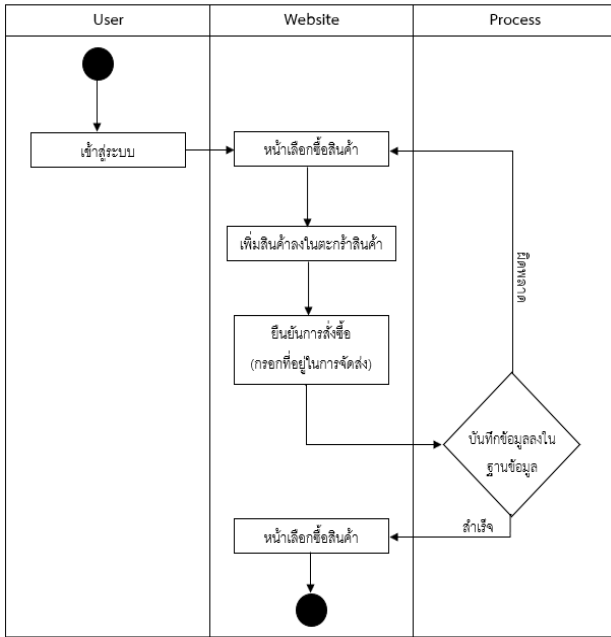 User
Website
Process
เข้าสู่ระบบ
หน้าเลือกซื้อสินค้า
เพิ่มสินค้าลงในตะกร้าสินค้า
ผิดพลาด
ยืนยันการสั่งซื้อ
(กรอกที่อยู่ในการจัดส่ง)
บันทึกข้อมูลลงใน
ฐานข้อมูล
สำเร็จ
หน้าเลือกซื้อสินค้า